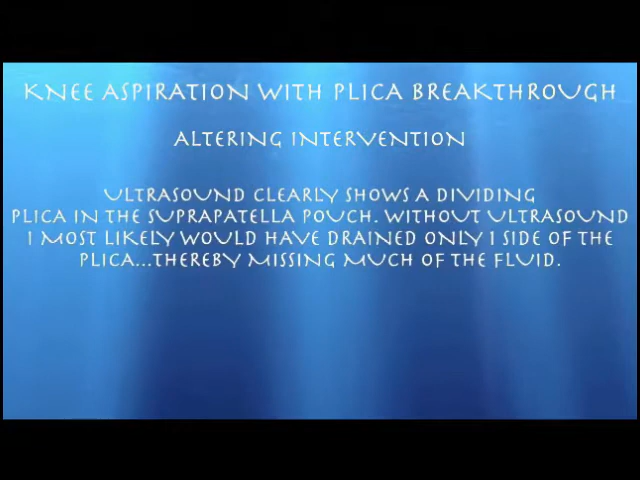 KNEE ASPIRATION WITH PLICA BREAKTHROUGH
ALTERING INTERVENTION
ULTRASOUND CLEARLY SHOWS A DIVIDING
PLICA IN THE SUPRAPATELLA POUCH. WITHOUT ULTRASOUND
I MOST LIKELY WOULD HAVE DRAINED ONLY 1 SIDE OF THE
PLICA...THEREBY MISSING MUCH OF THE FLUID.